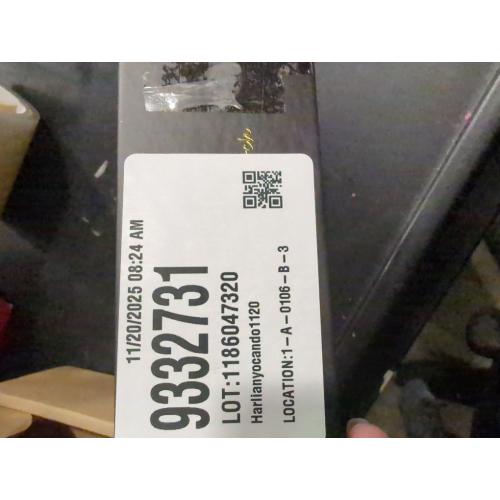 11/20/2025 08:24 AM
9332731
LOT:1186047320
Harlianyocando1120
LOCATION:1-A-0106-B-3